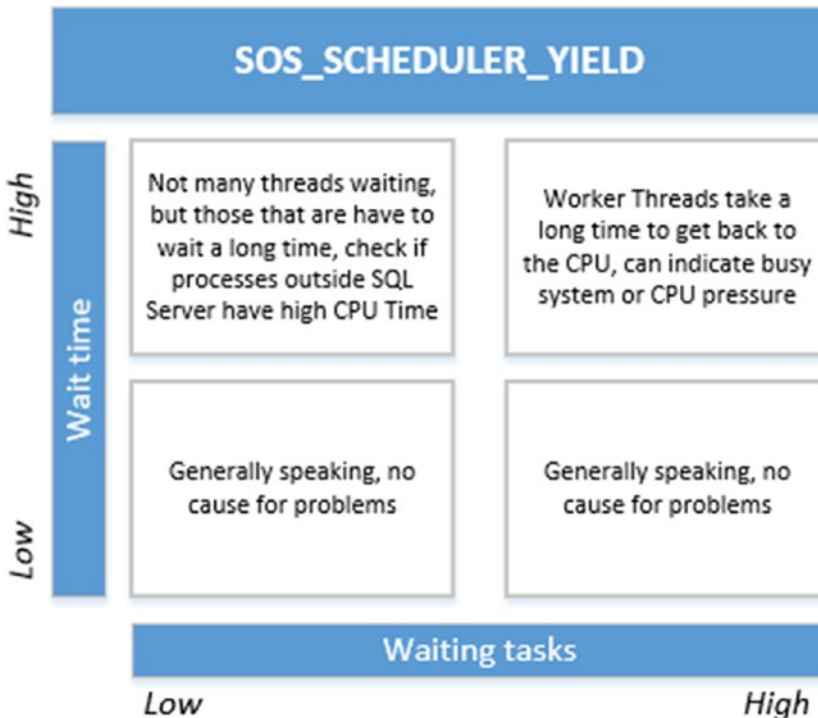 SOS_SCHEDULER_YIELD
High
Wait time
Low
Not many threads waiting,
but those that are have to
wait a long time, check if
processes outside SQL
Server have high CPU Time
Worker Threads take a
long time to get back to
the CPU, can indicate busy
system or CPU pressure
Generally speaking, no
cause for problems
Generally speaking, no
cause for problems
Waiting tasks
Low
High